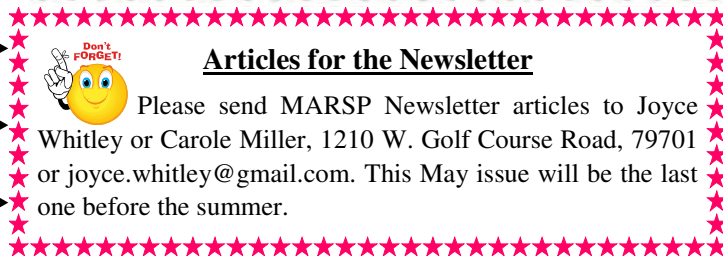 Don't
FORGET!
Articles for the Newsletter
Please send MARSP Newsletter articles to Joyce
Whitley or Carole Miller, 1210 W. Golf Course Road, 79701
or joyce.whitley@gmail.com. This May issue will be the last
one before the summer.